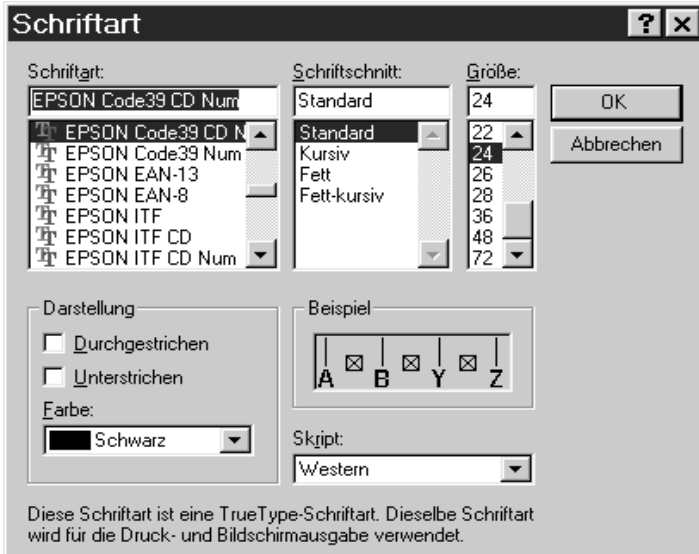 Schriftart
Schriftart:
EPSON Code39 CD Num
EPSON Code39 CD N
EPSON Code39 Num
EPSON EAN-13
EPSON EAN-8
EPSON ITF
EPSON ITF CD
EPSON ITF CD Num
Schriftschnitt:
Standard
Standard
Kursiv
Fett
Fett-kursiv
Größe:
24
22
24
26
28
36
48
72
OK
Abbrechen
Darstellung
Durchgestrichen
Unterstrichen
Farbe:
Schwarz
Beispiel
A B Y Z
Skript:
Western
Diese Schriftart ist eine TrueType-Schriftart. Dieselbe Schriftart
wird für die Druck- und Bildschirmausgabe verwendet.